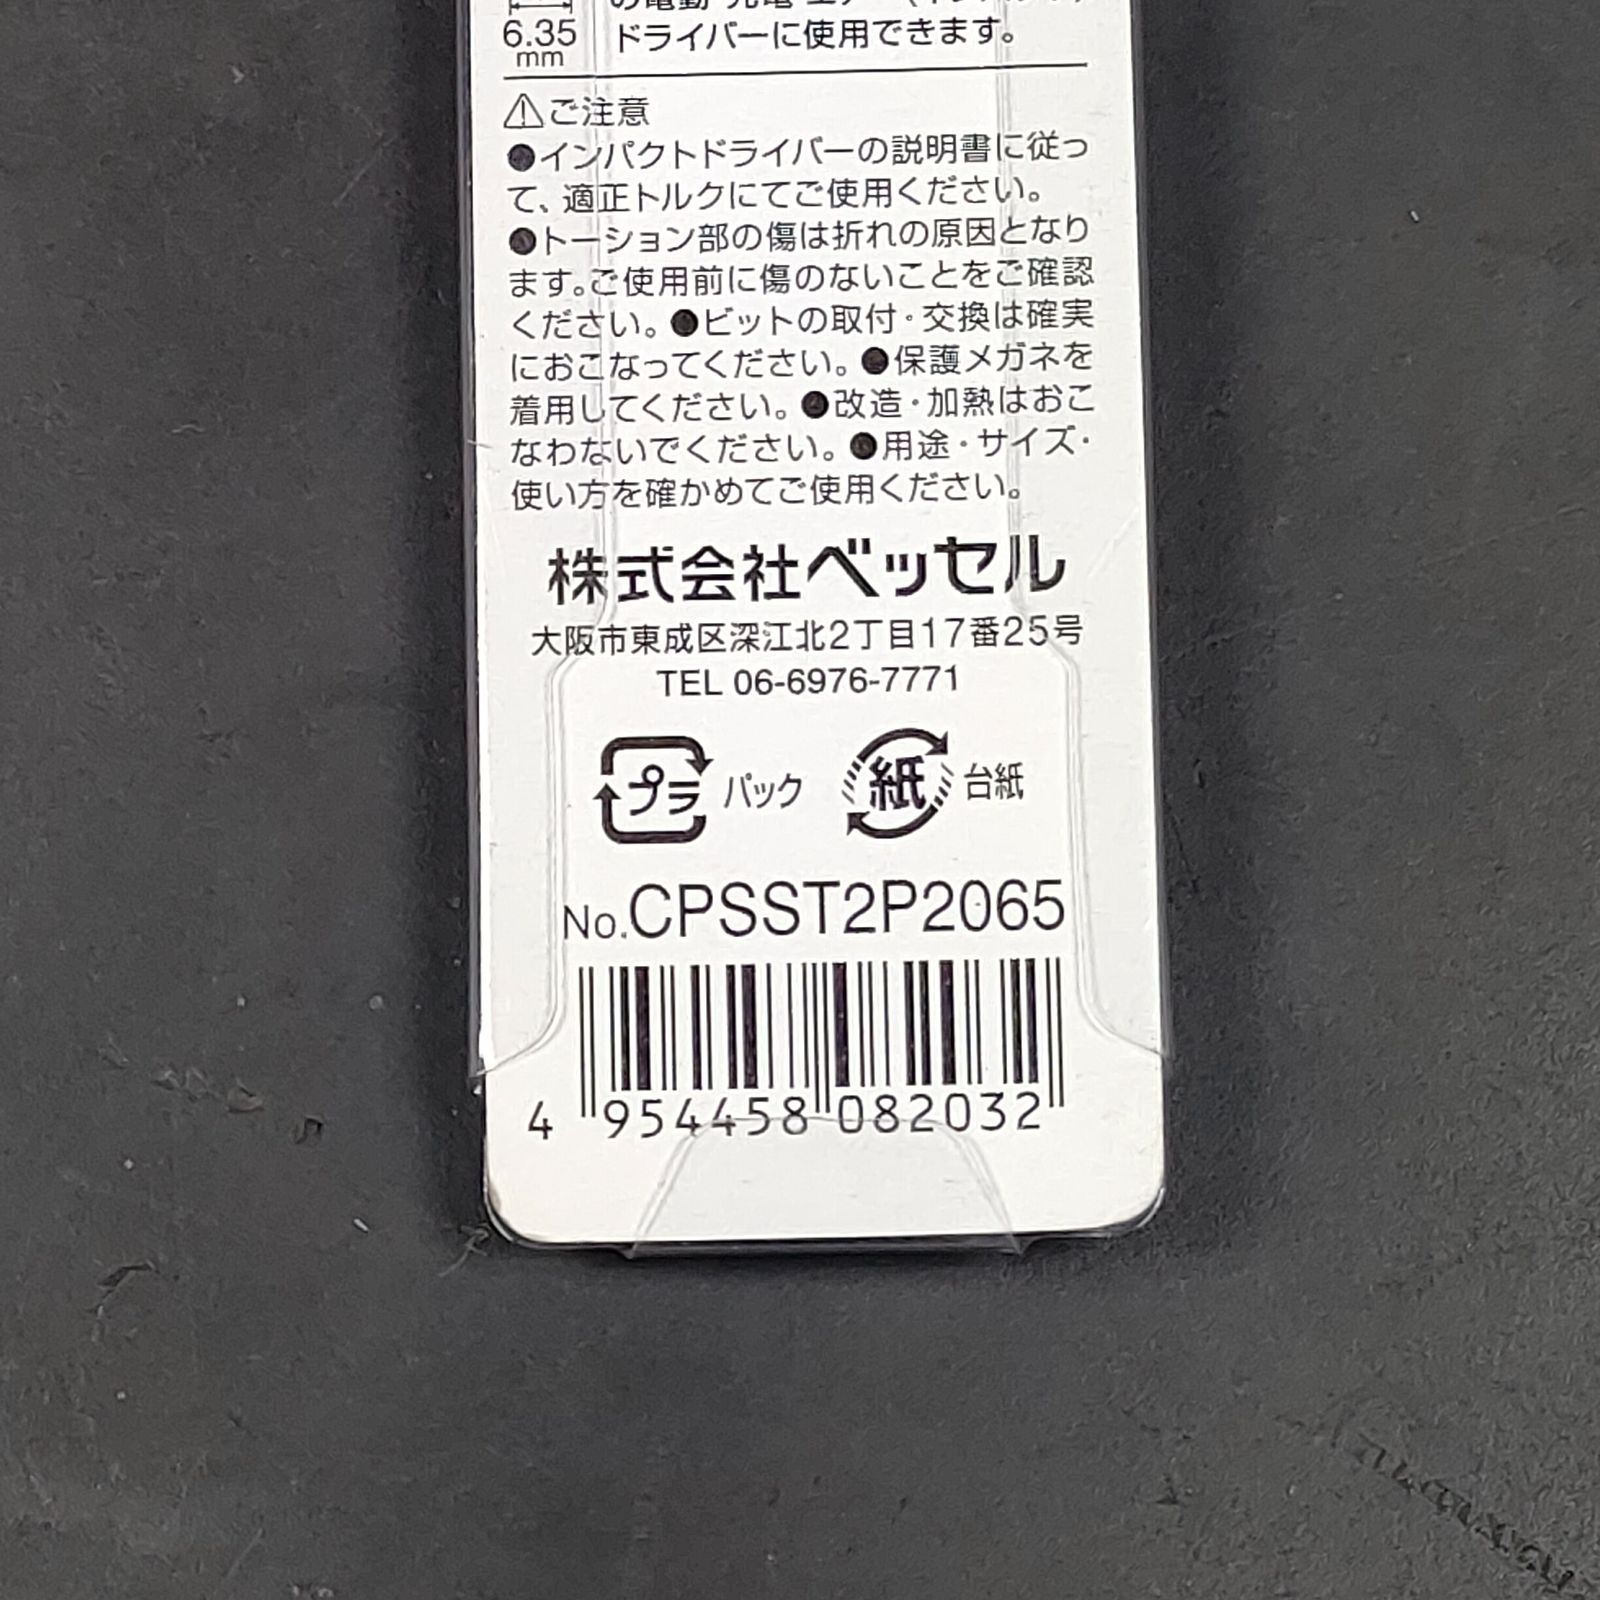 6.35
mm
ドライバーに使用できます。
⚠ご注意
●インパクトドライバーの説明書に従っ
て、適正トルクにてご使用ください。
●トーション部の傷は折れの原因となり
ます。ご使用前に傷のないことをご確認
ください。●ビットの取付・交換は確実
におこなってください。●保護メガネを
着用してください。●改造・加熱はおこ
なわないでください。●用途・サイズ・
使い方を確かめてご使用ください。
株式会社ベッセル
大阪市東成区深江北2丁目17番25号
TEL 06-6976-7771
プラ パック 紙 台紙
No.CPSST2P2065
4 954458 082032